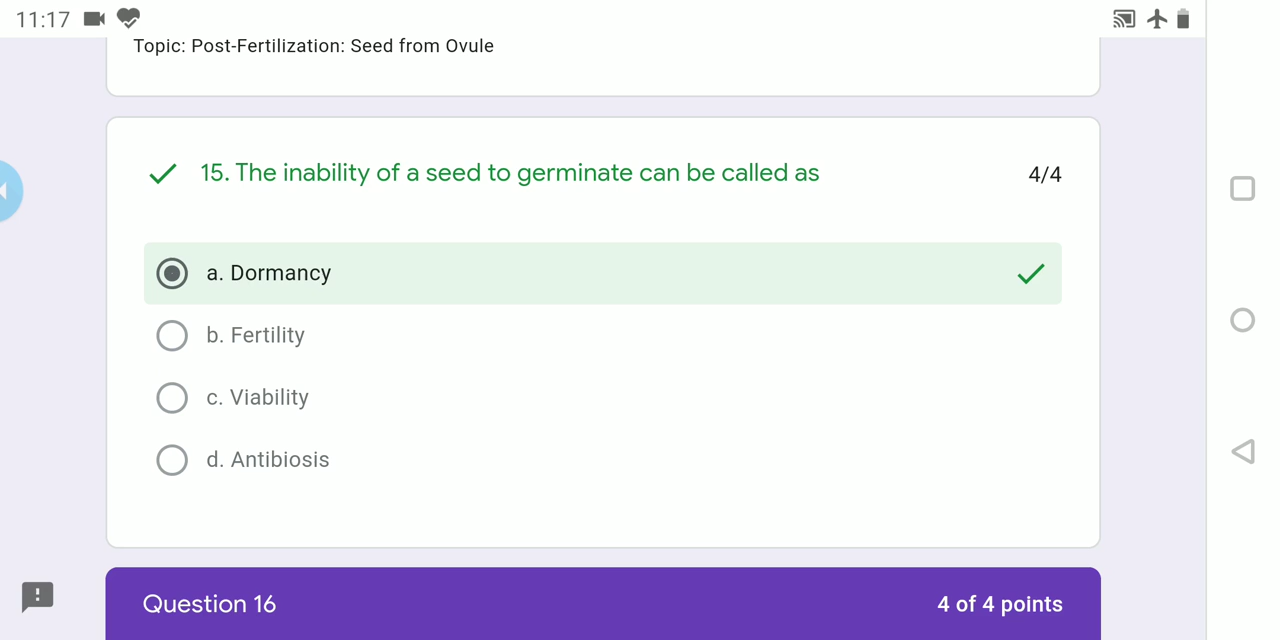 11:17
Topic: Post-Fertilization: Seed from Ovule
15. The inability of a seed to germinate can be called as
4/4
a. Dormancy
b. Fertility
c. Viability
d. Antibiosis
Question 16
4 of 4 points